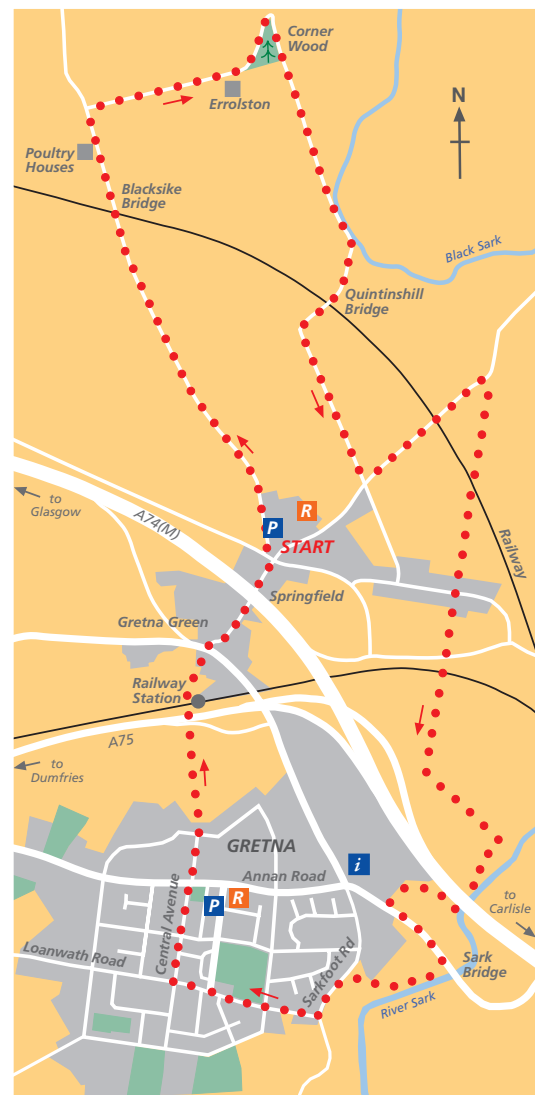 Corner
Wood
Errolston
N
Poultry
Houses
Blacksike
Bridge
Black Sark
Quintinshill
Bridge
to
Glasgow
A74(M)
R
P
START
Railway
Springfield
Gretna Green
Railway
Station
A75
to
Dumfries
GRETNA
i
Annan Road
P
R
Central Avenue
to
Carlisle
Loanwath Road
Sarkfoot Rd
Sark
Bridge
River Sark